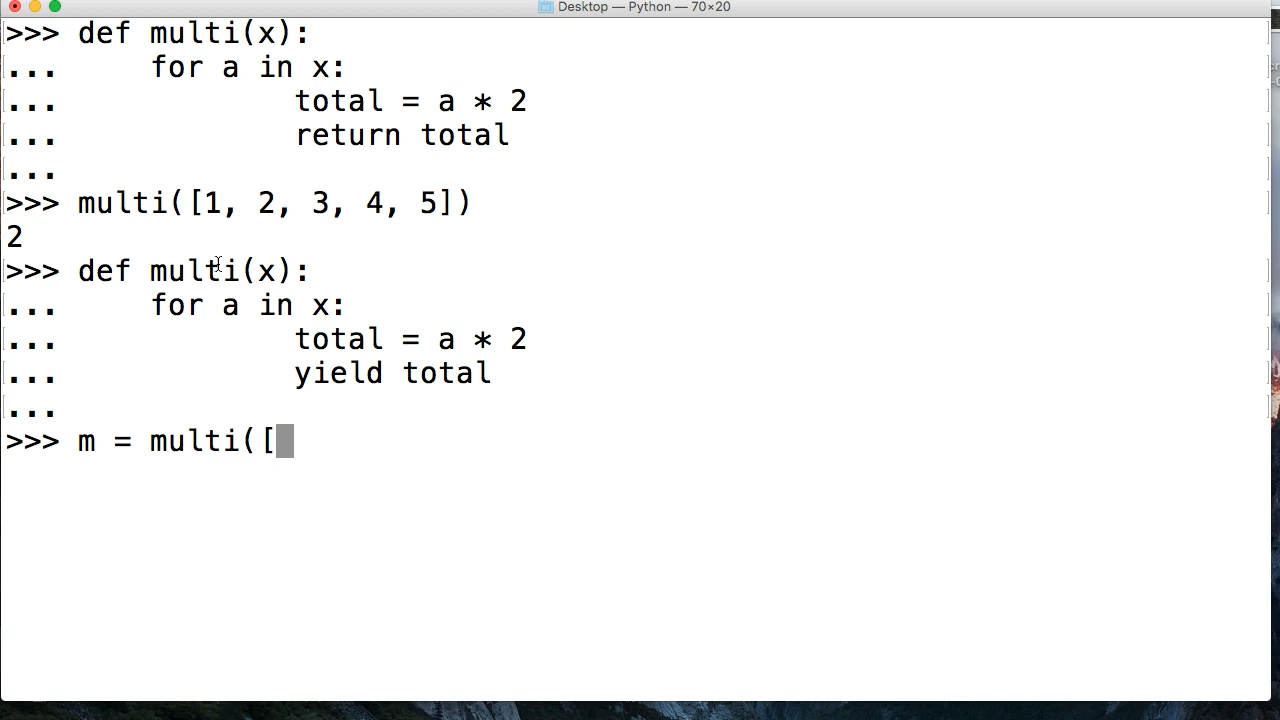 Desktop — Python — 70×20
>>> def multi(x):
...     for a in x:
...             total = a * 2
...             return total
...
>>> multi([1, 2, 3, 4, 5])
2
>>> def multi(x):
...     for a in x:
...             total = a * 2
...             yield total
...
>>> m = multi([